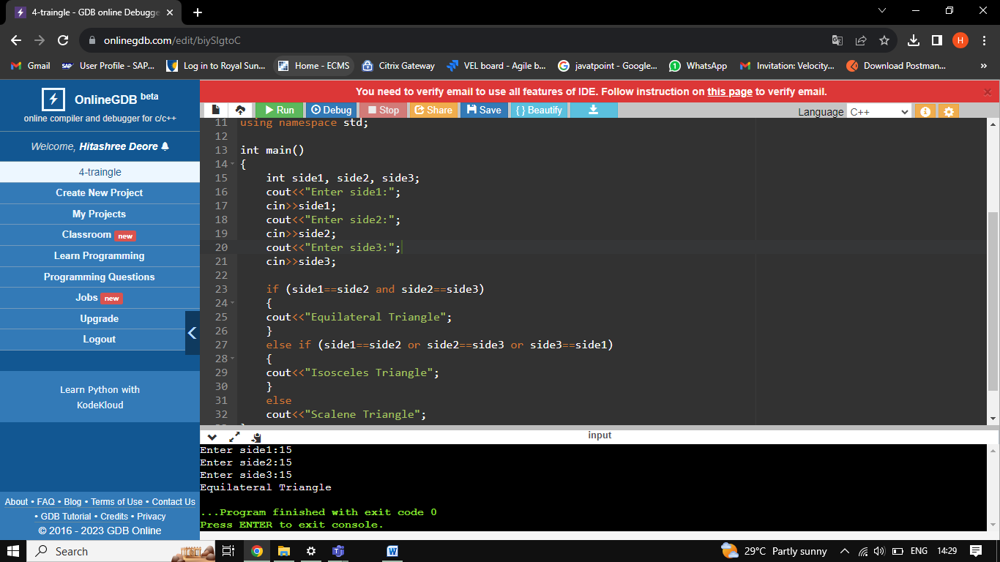 4-traingle - GDB online Debugge
onlinegdb.com/edit/biySIgtoC
H
Gmail
User Profile - SAP...
Log in to Royal Sun...
Home - ECMS
Citrix Gateway
VEL board - Agile b...
javatpoint - Google...
WhatsApp
Invitation: Velocity...
Download Postman...
»
OnlineGDB beta
online compiler and debugger for c/c++
Welcome, Hitashree Deore
4-traingle
Create New Project
My Projects
Classroom new
Learn Programming
Programming Questions
Jobs new
Upgrade
Logout
Learn Python with
KodeKloud
About • FAQ • Blog • Terms of Use • Contact Us
• GDB Tutorial • Credits • Privacy
© 2016 - 2023 GDB Online
You need to verify email to use all features of IDE. Follow instruction on this page to verify email.
Run Debug Stop Share Save { } Beautify
Language C++
11 using namespace std;
12
13 int main()
14 {
15     int side1, side2, side3;
16     cout<<"Enter side1:";
17     cin>>side1;
18     cout<<"Enter side2:";
19     cin>>side2;
20     cout<<"Enter side3:";
21     cin>>side3;
22
23     if (side1==side2 and side2==side3)
24     {
25     cout<<"Equilateral Triangle";
26     }
27     else if (side1==side2 or side2==side3 or side3==side1)
28     {
29     cout<<"Isosceles Triangle";
30     }
31     else
32     cout<<"Scalene Triangle";
input
Enter side1:15
Enter side2:15
Enter side3:15
Equilateral Triangle
...Program finished with exit code 0
Press ENTER to exit console.
Search
29°C Partly sunny
ENG
14:29